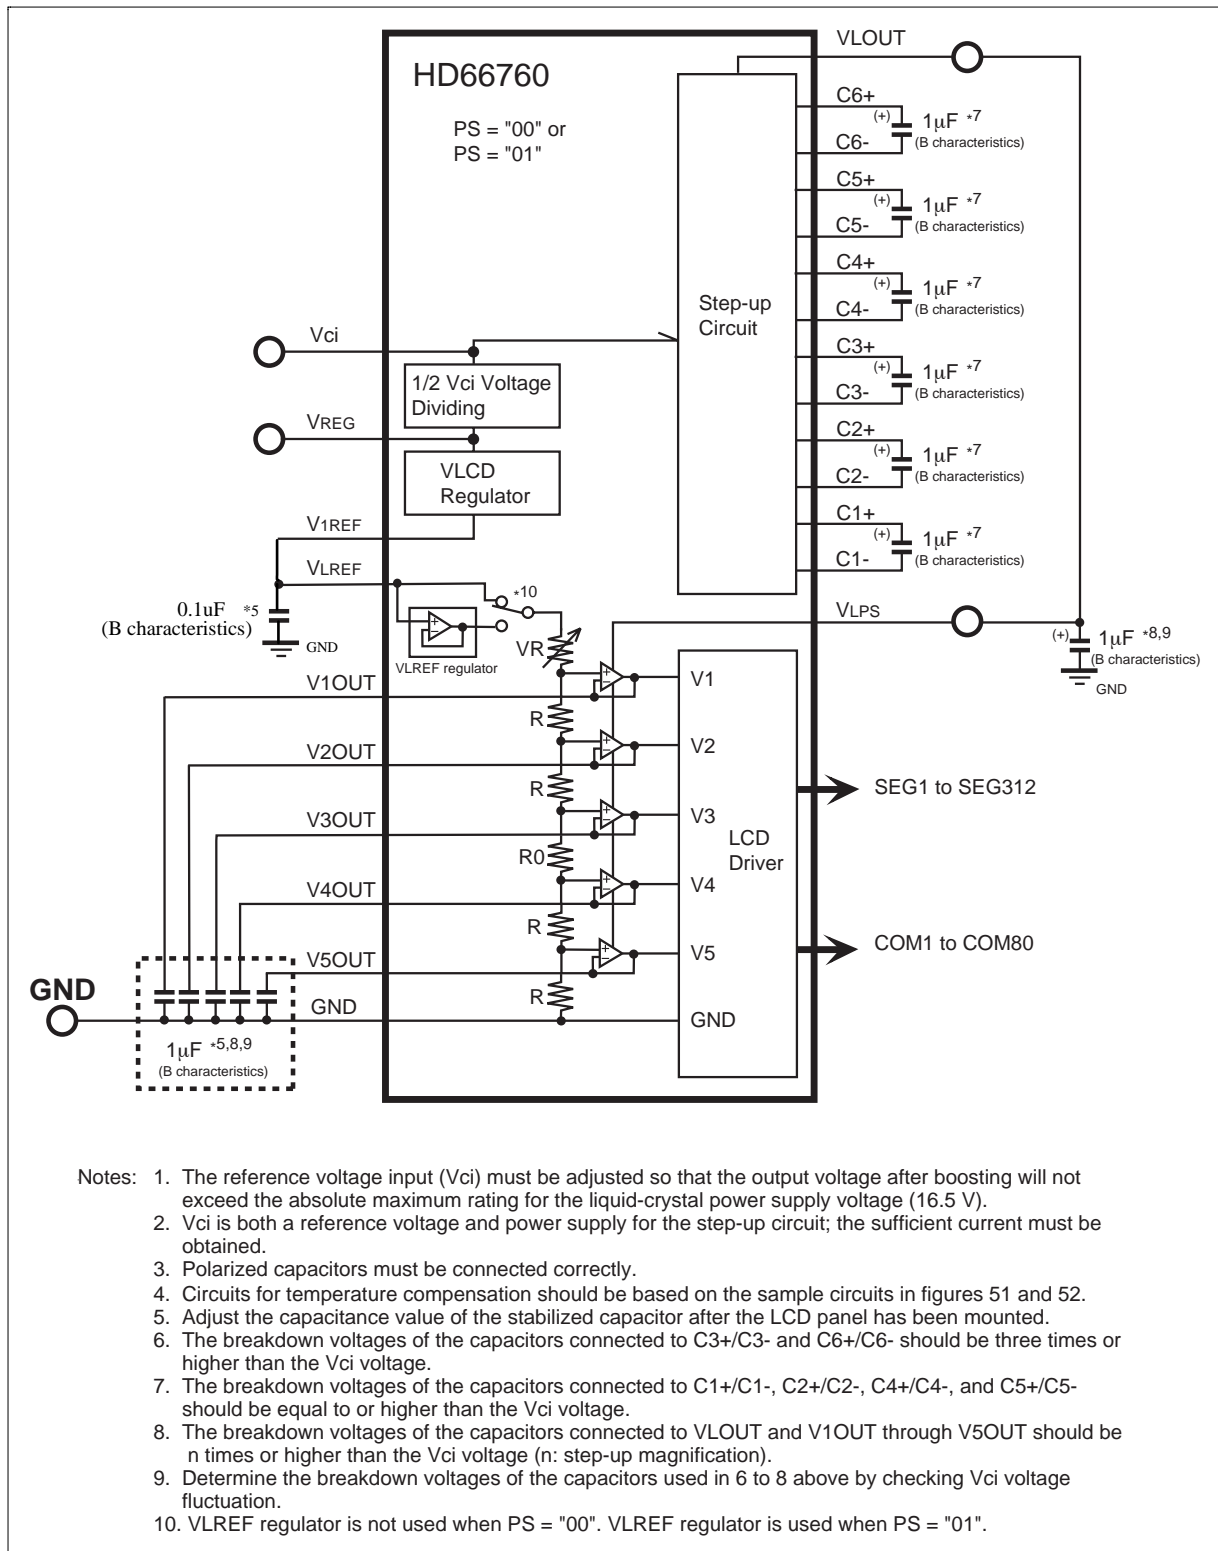 HD66760
PS = "00" or
PS = "01"
VLOUT
C6+
(+) 1μF *7
C6- (B characteristics)
C5+
(+) 1μF *7
C5- (B characteristics)
C4+
(+) 1μF *7
C4- (B characteristics)
C3+
(+) 1μF *7
C3- (B characteristics)
C2+
(+) 1μF *7
C2- (B characteristics)
C1+
(+) 1μF *7
C1- (B characteristics)
Step-up
Circuit
Vci
1/2 Vci Voltage
Dividing
VREG
VLCD
Regulator
V1REF
VLREF
*10
0.1uF *5
(B characteristics)
GND
VLREF regulator
VR
VLPS
(+) 1μF *8,9
(B characteristics)
GND
V1OUT
+
−
V1
R
V2OUT
+
−
V2
R
V3OUT
+
−
V3
R0
LCD
Driver
V4OUT
+
−
V4
R
V5OUT
+
−
V5
R
SEG1 to SEG312
COM1 to COM80
GND
GND
GND
1μF *5,8,9
(B characteristics)
Notes: 1. The reference voltage input (Vci) must be adjusted so that the output voltage after boosting will not
exceed the absolute maximum rating for the liquid-crystal power supply voltage (16.5 V).
2. Vci is both a reference voltage and power supply for the step-up circuit; the sufficient current must be
obtained.
3. Polarized capacitors must be connected correctly.
4. Circuits for temperature compensation should be based on the sample circuits in figures 51 and 52.
5. Adjust the capacitance value of the stabilized capacitor after the LCD panel has been mounted.
6. The breakdown voltages of the capacitors connected to C3+/C3- and C6+/C6- should be three times or
higher than the Vci voltage.
7. The breakdown voltages of the capacitors connected to C1+/C1-, C2+/C2-, C4+/C4-, and C5+/C5-
should be equal to or higher than the Vci voltage.
8. The breakdown voltages of the capacitors connected to VLOUT and V1OUT through V5OUT should be
n times or higher than the Vci voltage (n: step-up magnification).
9. Determine the breakdown voltages of the capacitors used in 6 to 8 above by checking Vci voltage
fluctuation.
10. VLREF regulator is not used when PS = "00". VLREF regulator is used when PS = "01".